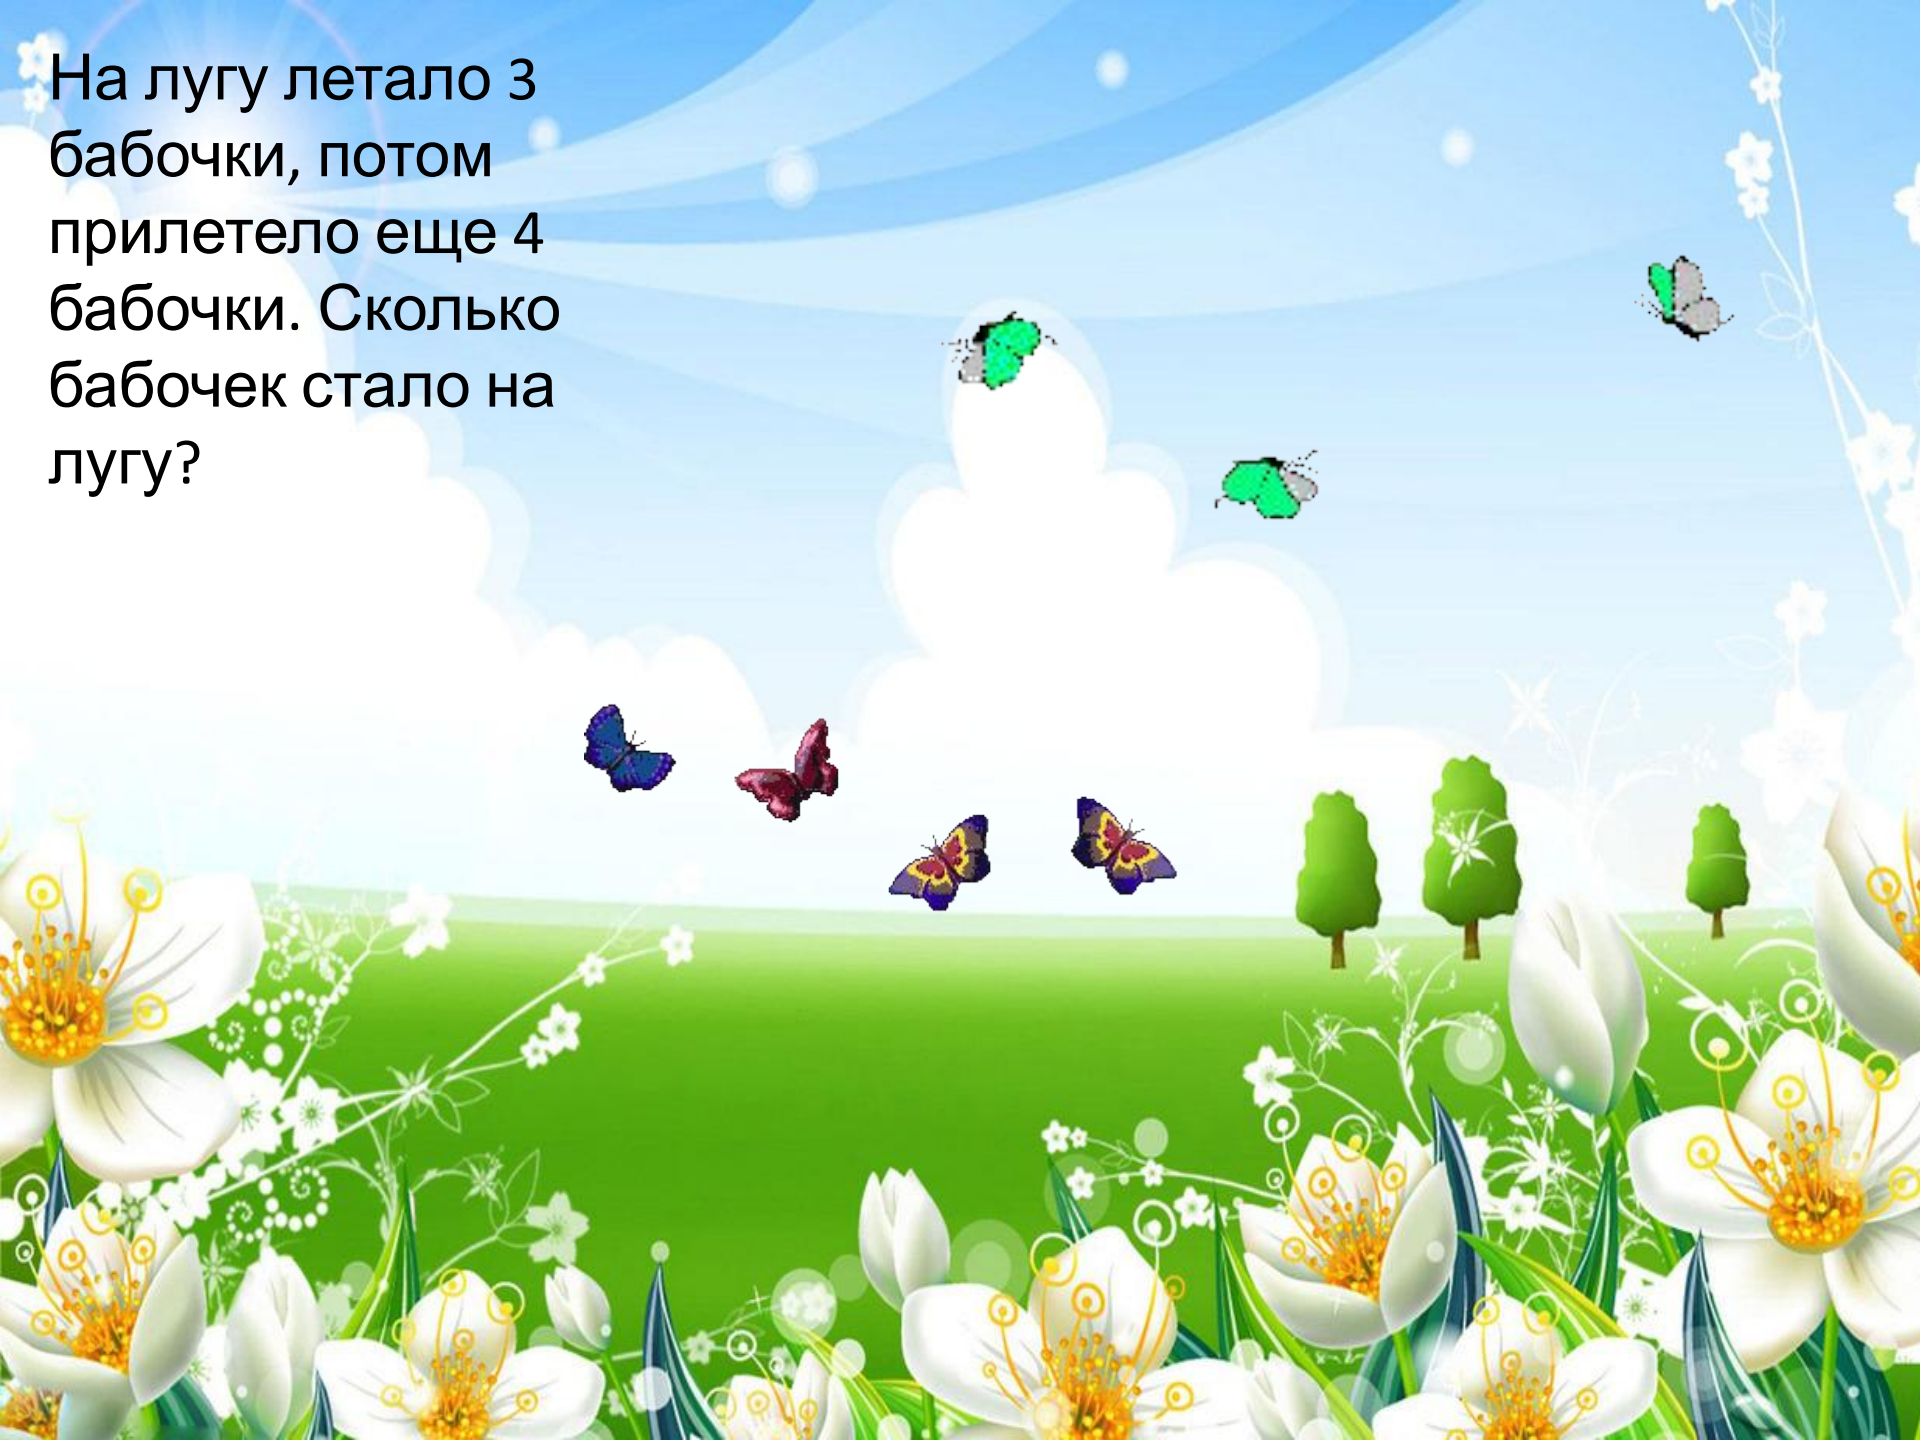 На лугу летало 3
бабочки, потом
прилетело еще 4
бабочки. Сколько
бабочек стало на
лугу?